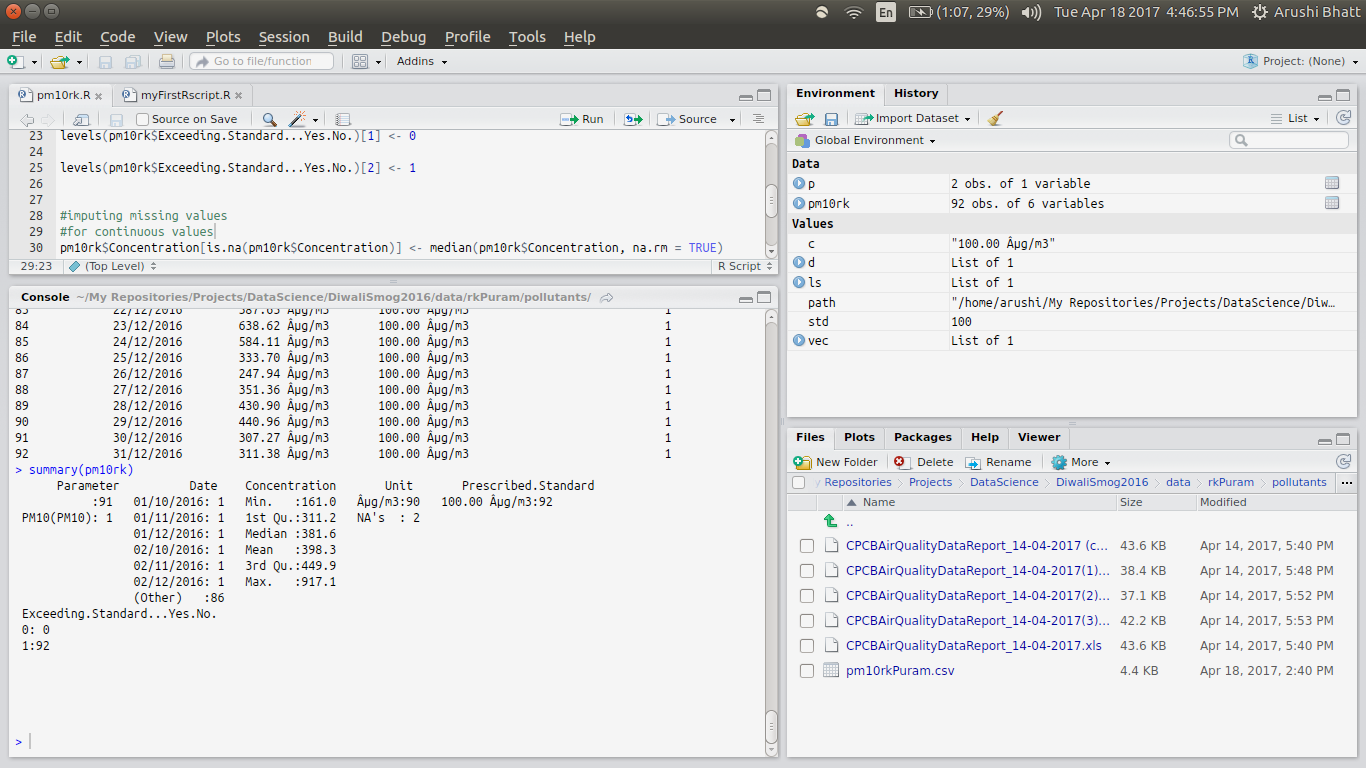 En (1:07, 29%) Tue Apr 18 2017 4:46:55 PM Arushi Bhatt
File Edit Code View Plots Session Build Debug Profile Tools Help
Go to file/function Addins Project: (None)
pm10rk.R myFirstRscript.R
Source on Save Run Source
23 levels(pm10rk$Exceeding.Standard...Yes.No.)[1] <- 0
24
25 levels(pm10rk$Exceeding.Standard...Yes.No.)[2] <- 1
26
27
28 #imputing missing values
29 #for continuous values
30 pm10rk$Concentration[is.na(pm10rk$Concentration)] <- median(pm10rk$Concentration, na.rm = TRUE)
29:23 (Top Level) R Script
Console ~/My Repositories/Projects/DataScience/DiwaliSmog2016/data/rkPuram/pollutants/
83 22/12/2016 387.65 Âµg/m3 100.00 Âµg/m3 1
84 23/12/2016 638.62 Âµg/m3 100.00 Âµg/m3 1
85 24/12/2016 584.11 Âµg/m3 100.00 Âµg/m3 1
86 25/12/2016 333.70 Âµg/m3 100.00 Âµg/m3 1
87 26/12/2016 247.94 Âµg/m3 100.00 Âµg/m3 1
88 27/12/2016 351.36 Âµg/m3 100.00 Âµg/m3 1
89 28/12/2016 430.90 Âµg/m3 100.00 Âµg/m3 1
90 29/12/2016 440.96 Âµg/m3 100.00 Âµg/m3 1
91 30/12/2016 307.27 Âµg/m3 100.00 Âµg/m3 1
92 31/12/2016 311.38 Âµg/m3 100.00 Âµg/m3 1
> summary(pm10rk)
Parameter Date Concentration Unit Prescribed.Standard
:91 01/10/2016: 1 Min. :161.0 Âµg/m3:90 100.00 Âµg/m3:92
PM10(PM10): 1 01/11/2016: 1 1st Qu.:311.2 NA's : 2
01/12/2016: 1 Median :381.6
02/10/2016: 1 Mean :398.3
02/11/2016: 1 3rd Qu.:449.9
02/12/2016: 1 Max. :917.1
(Other) :86
Exceeding.Standard...Yes.No.
0: 0
1:92
>
Environment History
Import Dataset List
Global Environment
Data
p 2 obs. of 1 variable
pm10rk 92 obs. of 6 variables
Values
c "100.00 Âµg/m3"
d List of 1
ls List of 1
path "/home/arushi/My Repositories/Projects/DataScience/Diw…
std 100
vec List of 1
Files Plots Packages Help Viewer
New Folder Delete Rename More
y Repositories Projects DataScience DiwaliSmog2016 data rkPuram pollutants ...
Name Size Modified
..
CPCBAirQualityDataReport_14-04-2017 (c... 43.6 KB Apr 14, 2017, 5:40 PM
CPCBAirQualityDataReport_14-04-2017(1)... 38.4 KB Apr 14, 2017, 5:48 PM
CPCBAirQualityDataReport_14-04-2017(2)... 37.1 KB Apr 14, 2017, 5:52 PM
CPCBAirQualityDataReport_14-04-2017(3)... 42.2 KB Apr 14, 2017, 5:53 PM
CPCBAirQualityDataReport_14-04-2017.xls 43.6 KB Apr 14, 2017, 5:40 PM
pm10rkPuram.csv 4.4 KB Apr 18, 2017, 2:40 PM